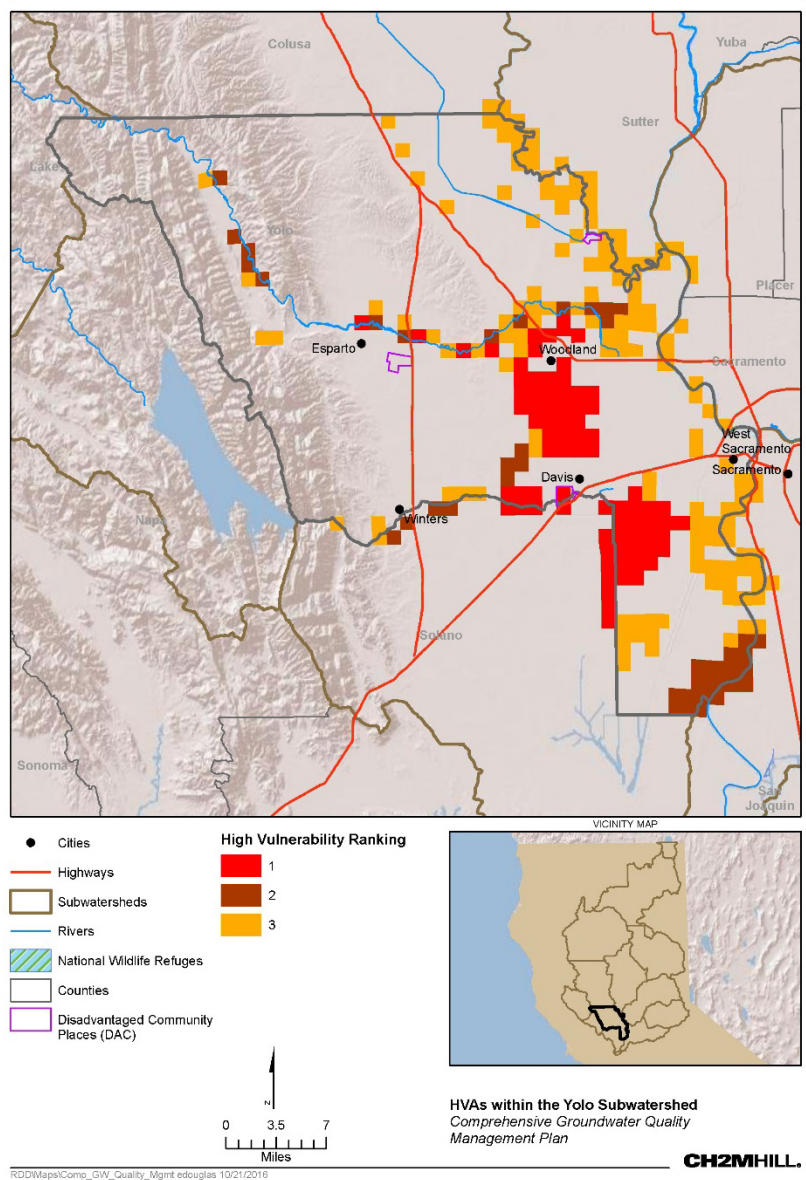 Colusa
Yuba
Sutter
Lake
Yolo
Placer
Esparto
Woodland
Sacramento
West
Sacramento
Sacramento
Davis
Winters
Napa
Solano
Sonoma
San
Joaquin
VICINITY MAP
Cities
Highways
Subwatersheds
Rivers
National Wildlife Refuges
Counties
Disadvantaged Community
Places (DAC)
High Vulnerability Ranking
1
2
3
N
0 3.5 7
Miles
HVAs within the Yolo Subwatershed
Comprehensive Groundwater Quality
Management Plan
CH2MHILL.
RDD\Maps\Comp_GW_Quality_Mgmt edouglas 10/21/2016